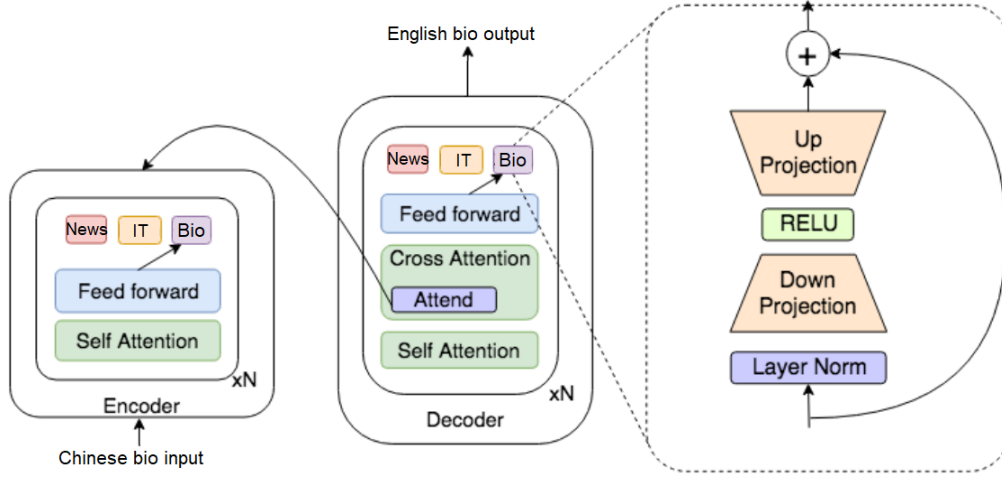 English bio output
News IT Bio
Feed forward
Cross Attention
Attend
Self Attention
xN
Decoder
News IT Bio
Feed forward
Self Attention
xN
Encoder
Chinese bio input
+
Up
Projection
RELU
Down
Projection
Layer Norm